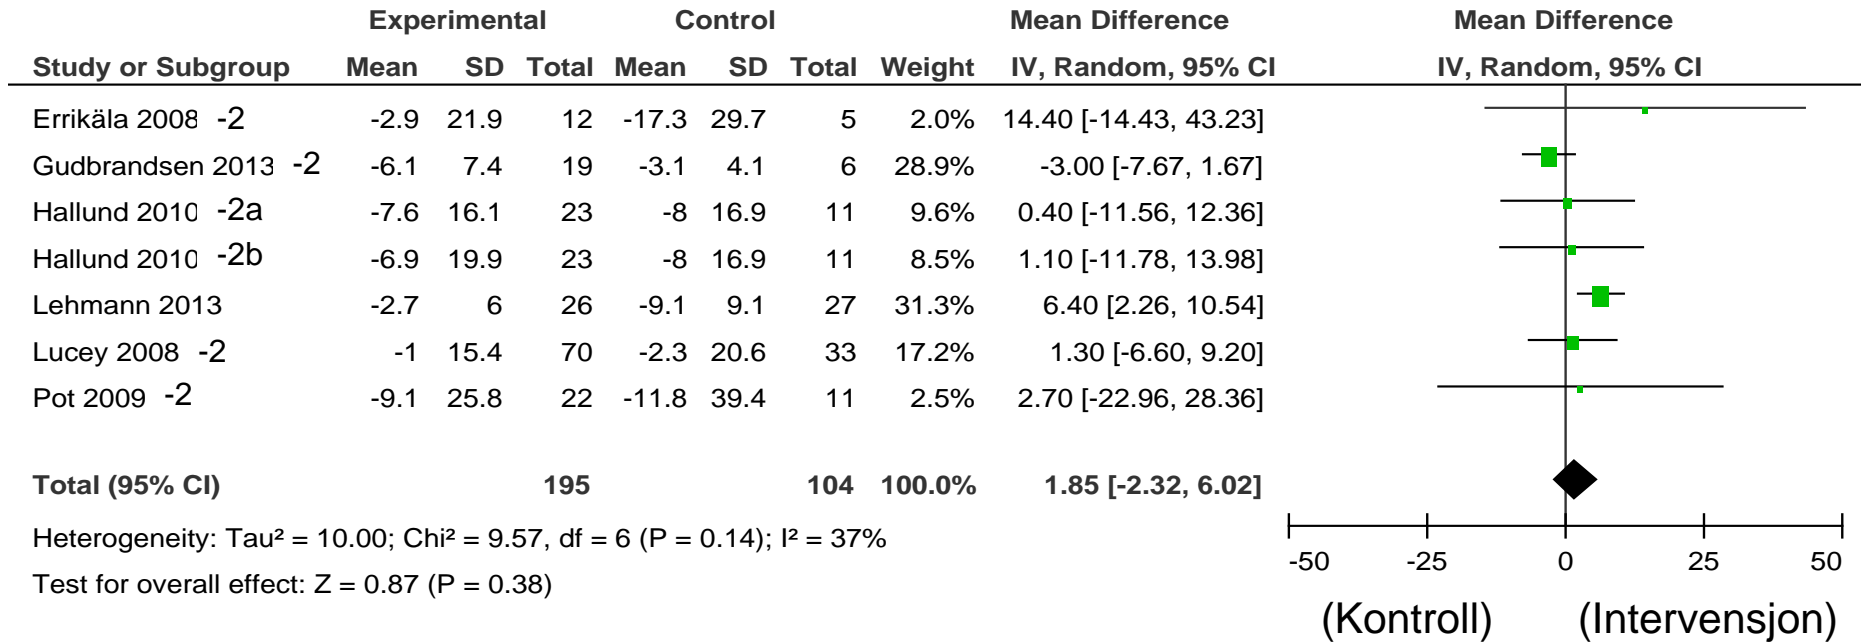 Experimental Control Mean Difference Mean Difference
Study or Subgroup Mean SD Total Mean SD Total Weight IV, Random, 95% CI IV, Random, 95% CI
Errikäla 2008 -2 -2.9 21.9 12 -17.3 29.7 5 2.0% 14.40 [-14.43, 43.23]
Gudbrandsen 2013 -2 -6.1 7.4 19 -3.1 4.1 6 28.9% -3.00 [-7.67, 1.67]
Hallund 2010 -2a -7.6 16.1 23 -8 16.9 11 9.6% 0.40 [-11.56, 12.36]
Hallund 2010 -2b -6.9 19.9 23 -8 16.9 11 8.5% 1.10 [-11.78, 13.98]
Lehmann 2013 -2.7 6 26 -9.1 9.1 27 31.3% 6.40 [2.26, 10.54]
Lucey 2008 -2 -1 15.4 70 -2.3 20.6 33 17.2% 1.30 [-6.60, 9.20]
Pot 2009 -2 -9.1 25.8 22 -11.8 39.4 11 2.5% 2.70 [-22.96, 28.36]
Total (95% CI) 195 104 100.0% 1.85 [-2.32, 6.02]
Heterogeneity: Tau² = 10.00; Chi² = 9.57, df = 6 (P = 0.14); I² = 37%
Test for overall effect: Z = 0.87 (P = 0.38)
-50 -25 0 25 50
(Kontroll) (Intervensjon)